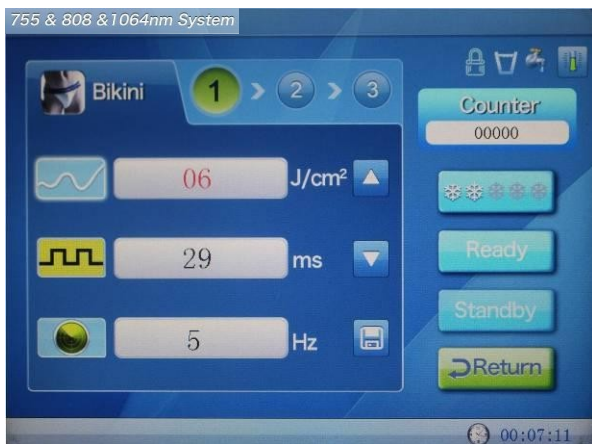 755 & 808 &1064nm System
Bikini
1 > 2 > 3
Counter
00000
06 J/cm²
29 ms
Ready
5 Hz
Standby
Return
00:07:11